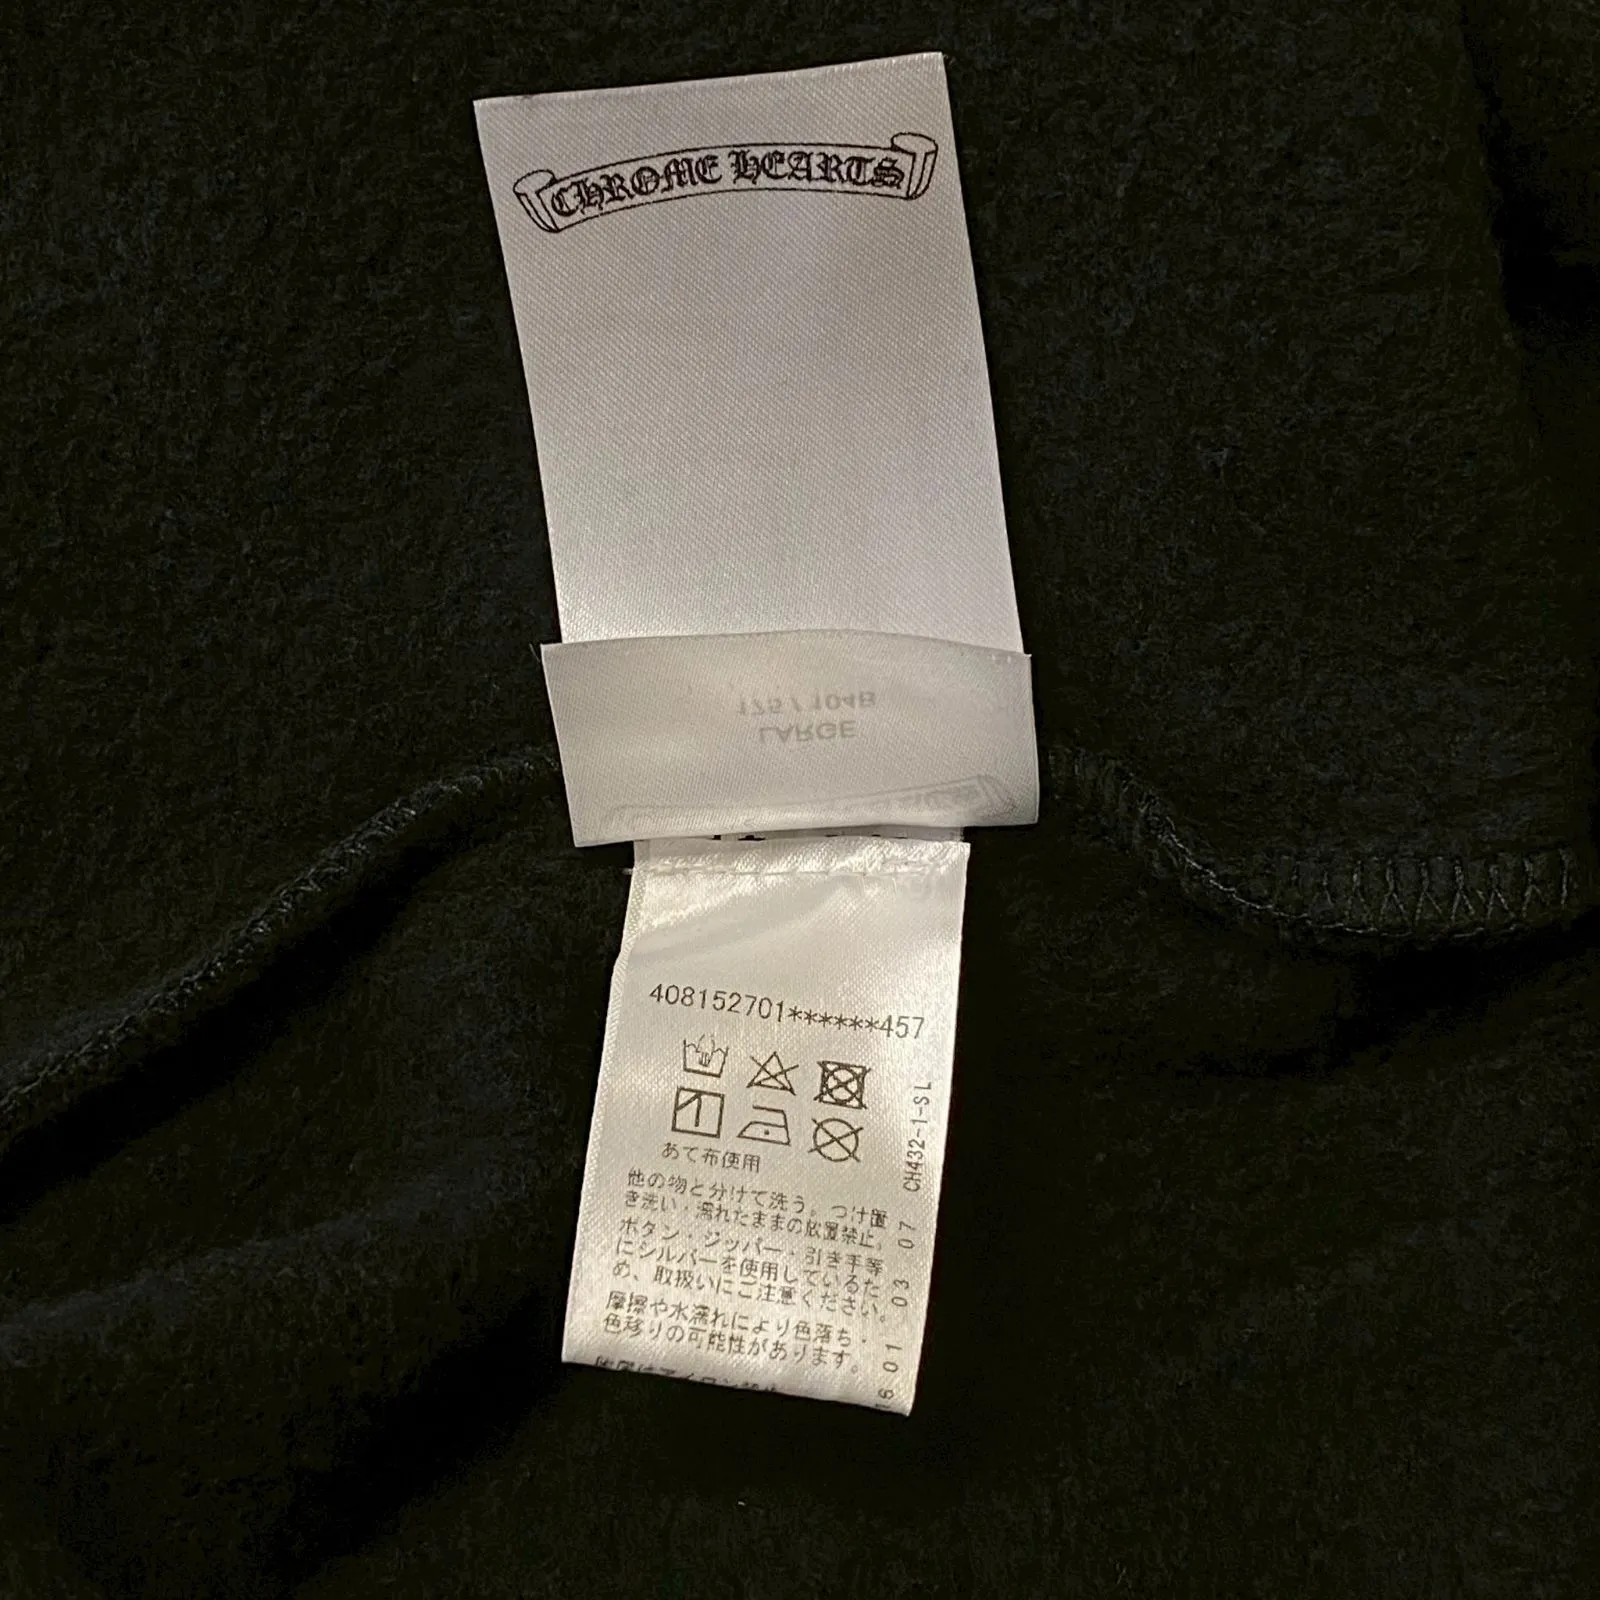 CHROME HEARTS
175 / 104B
LARGE
408152701******457
あて布使用
他の物と分けて洗う。つけ置
き洗い・濡れたままの放置禁止。
ボタン・ジッパー・引き手等
にシルバーを使用しているた
め、取扱いにご注意ください。
摩擦や水濡れにより色落ち・
色移りの可能性があります。
CH432-1-SL
01 03 07